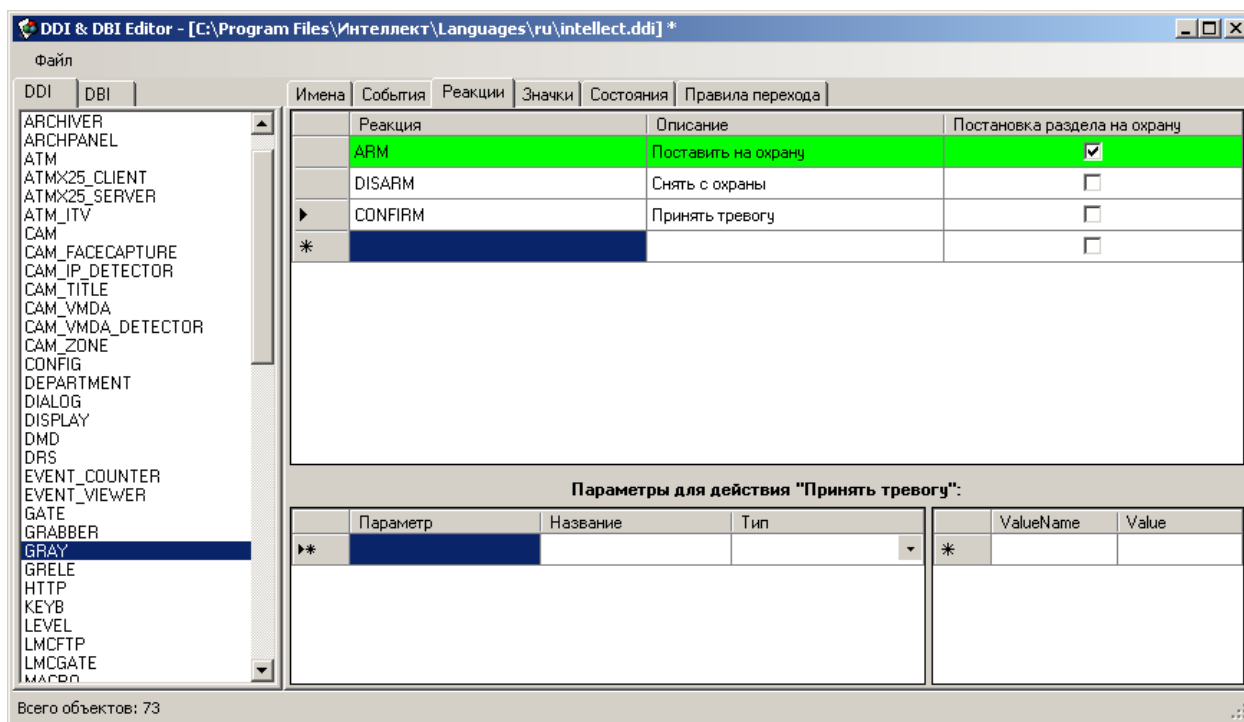 DDI & DBI Editor - [C:\Program Files\Интеллект\Languages\ru\intellect.ddi] *
Файл
DDI DBI
Имена События Реакции Значки Состояния Правила перехода
ARCHIVER
ARCHPANEL
ATM
ATMX25_CLIENT
ATMX25_SERVER
ATM_ITV
CAM
CAM_FACECAPTURE
CAM_IP_DETECTOR
CAM_TITLE
CAM_VMDA
CAM_VMDA_DETECTOR
CAM_ZONE
CONFIG
DEPARTMENT
DIALOG
DISPLAY
DMD
DRS
EVENT_COUNTER
EVENT_VIEWER
GATE
GRABBER
GRAY
GRELE
HTTP
KEYB
LEVEL
LMCFTP
LMCGATE
MACRO
Реакция Описание Постановка раздела на охрану
ARM Поставить на охрану
DISARM Снять с охраны
CONFIRM Принять тревогу
Параметры для действия "Принять тревогу":
Параметр Название Тип
ValueName Value
Всего объектов: 73